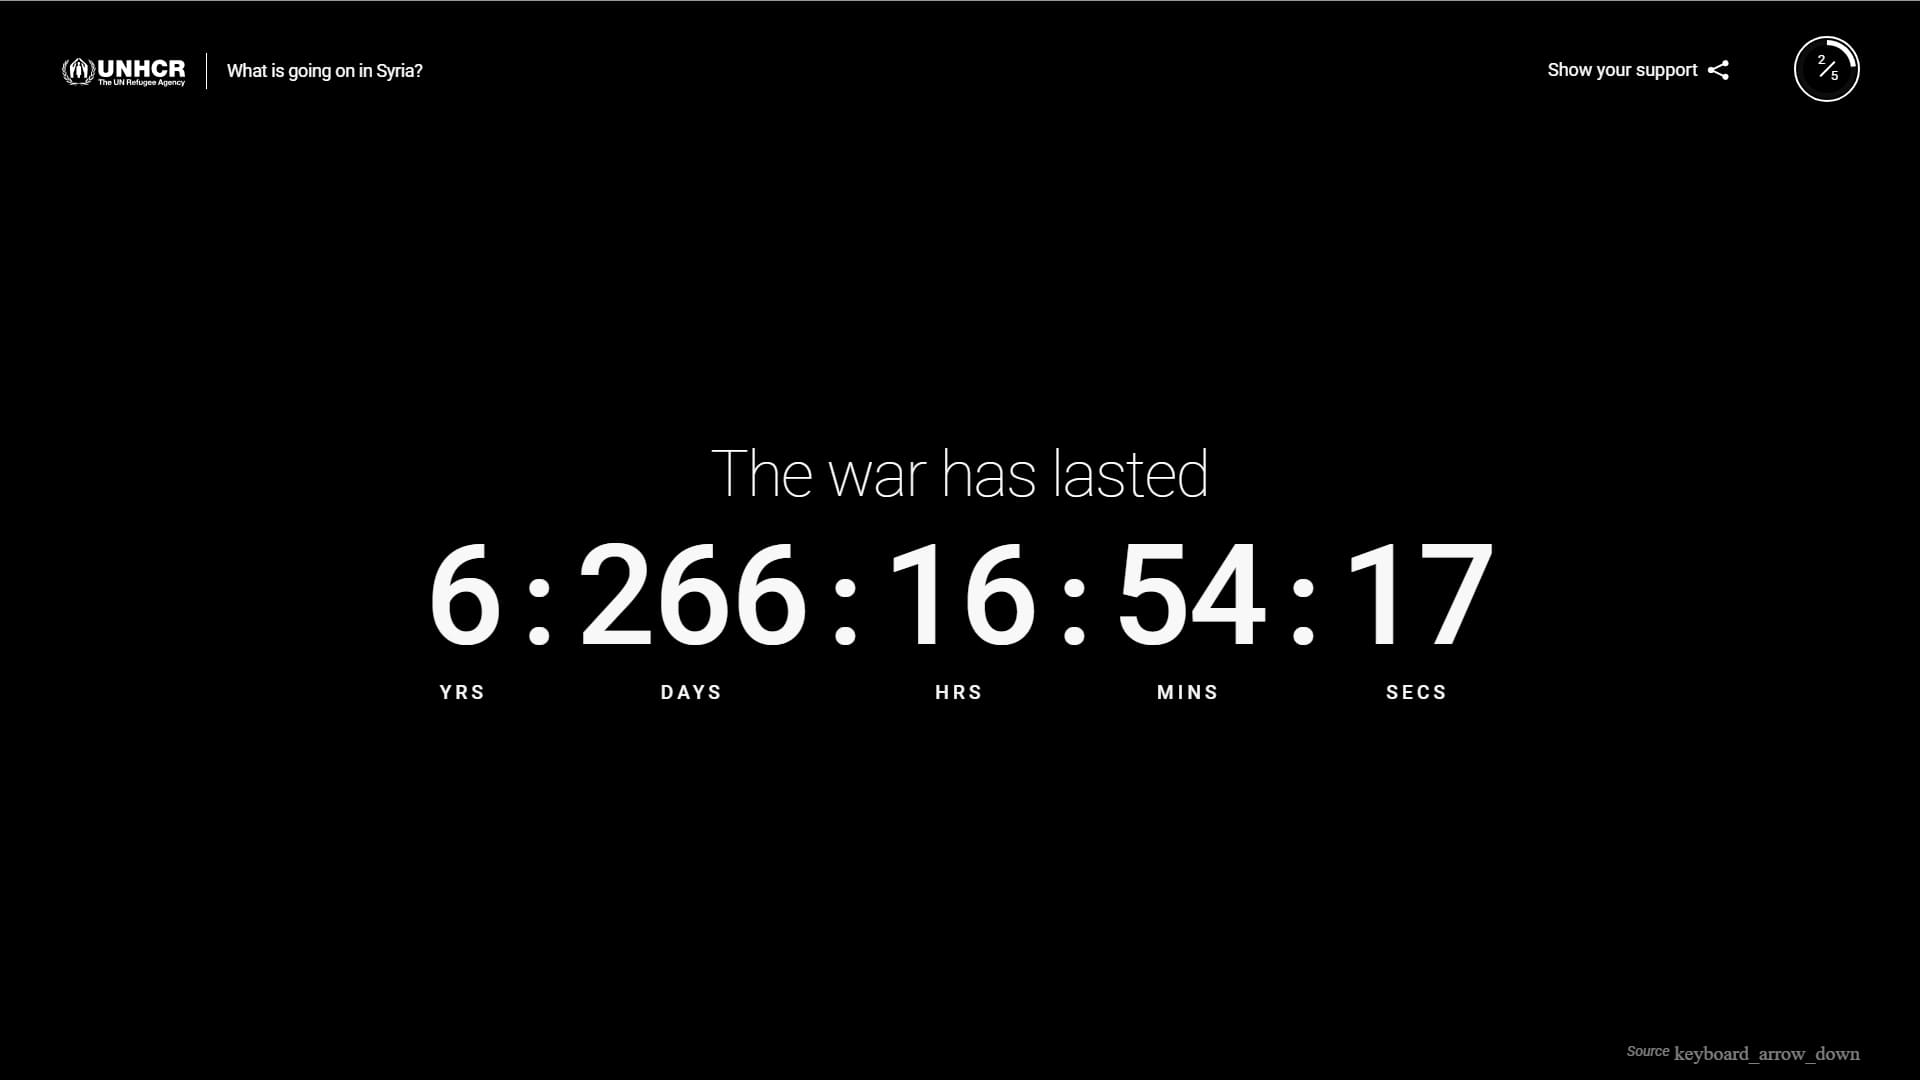 UNHCR
The UN Refugee Agency
What is going on in Syria?
Show your support
2/5
The war has lasted
6 : 266 : 16 : 54 : 17
YRS DAYS HRS MINS SECS
Source keyboard_arrow_down